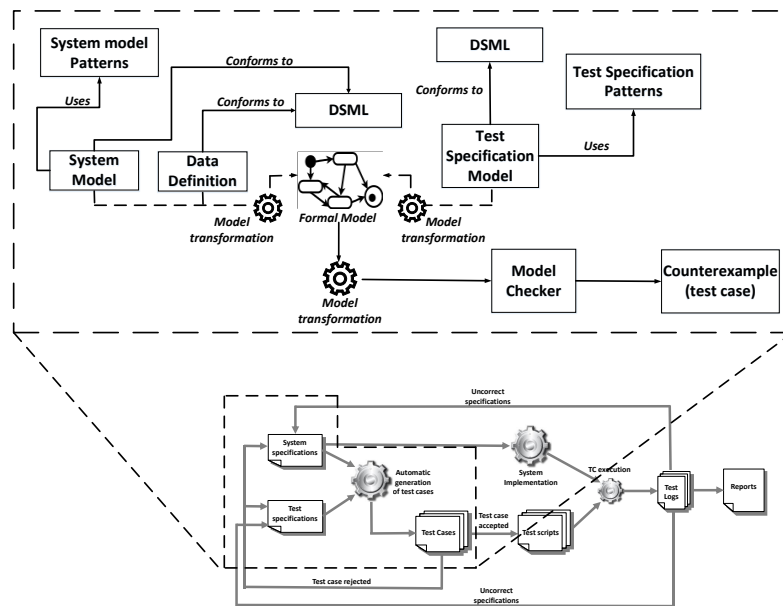 System model
Patterns
Conforms to
Uses
Conforms to
DSML
DSML
Conforms to
Test Specification
Patterns
Uses
System
Model
Data
Definition
Test
Specification
Model
Formal Model
Model
transformation
Model
transformation
Model
transformation
Model
Checker
Counterexample
(test case)
Uncorrect
specifications
System
specifications
Automatic
generation
of test cases
System
Implementation
TC execution
Test
Logs
Reports
Test
specifications
Test Cases
Test case
accepted
Test scripts
Test case rejected
Uncorrect
specifications